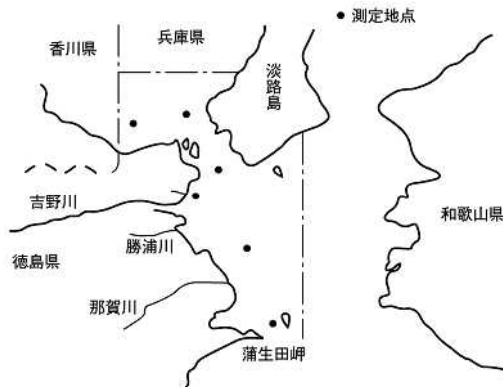 ● 測定地点
兵庫県
香川県
淡路島
吉野川
和歌山県
勝浦川
徳島県
那賀川
蒲生田岬